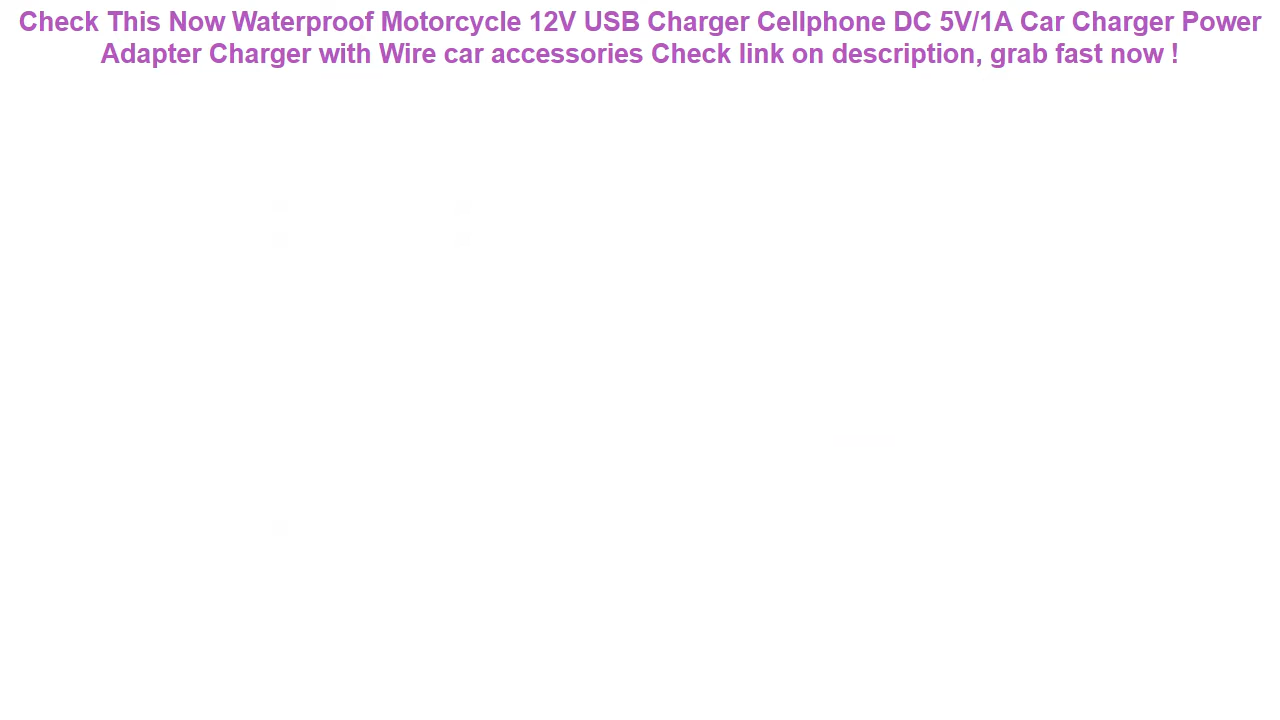 Check This Now Waterproof Motorcycle 12V USB Charger Cellphone DC 5V/1A Car Charger Power
Adapter Charger with Wire car accessories Check link on description, grab fast now !